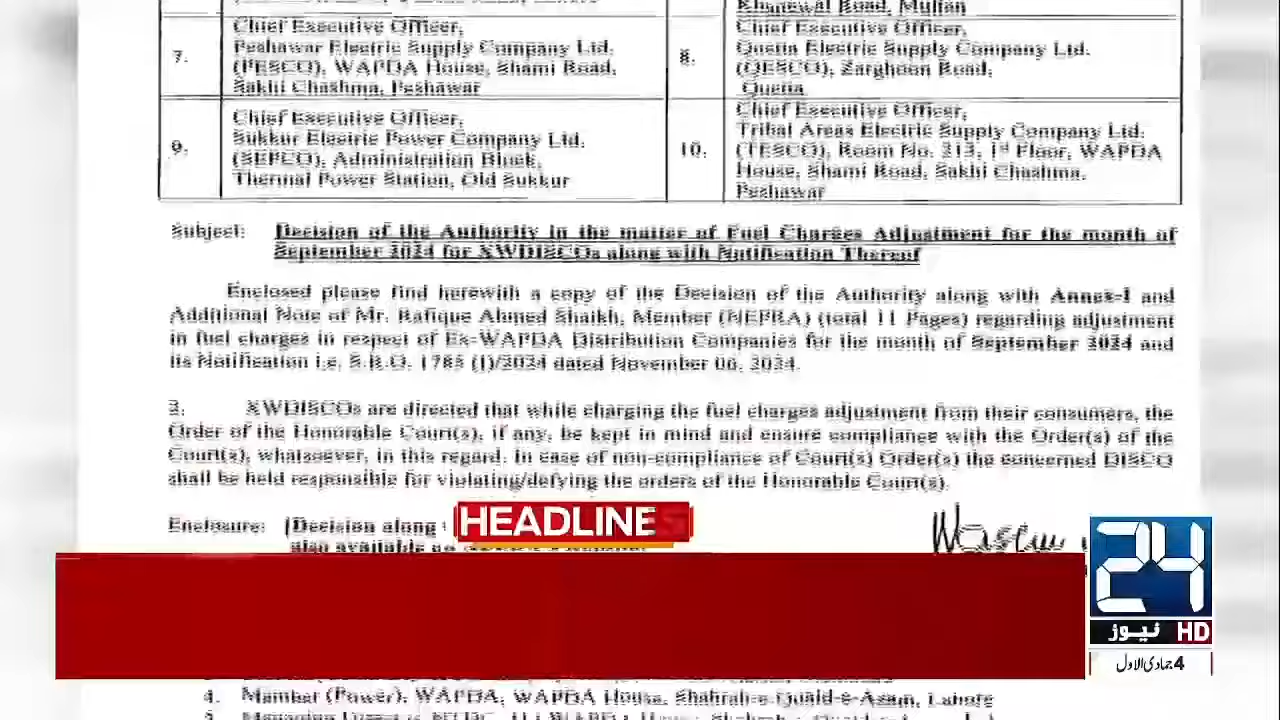 Khanewal Road, Multan
7.
Chief Executive Officer,
Peshawar Electric Supply Company Ltd.
(PESCO), WAPDA House, Shami Road,
Sakhi Chashma, Peshawar
8.
Chief Executive Officer,
Quetta Electric Supply Company Ltd.
(QESCO), Zarghoon Road,
Quetta
9.
Chief Executive Officer,
Sukkur Electric Power Company Ltd.
(SEPCO), Administration Block,
Thermal Power Station, Old Sukkur
10.
Chief Executive Officer,
Tribal Areas Electric Supply Company Ltd.
(TESCO), Room No. 213, 1st Floor, WAPDA
House, Shami Road, Sakhi Chashma,
Peshawar
Subject: Decision of the Authority in the matter of Fuel Charges Adjustment for the month of
September 2024 for XWDISCOs along with Notification Thereof
Enclosed please find herewith a copy of the Decision of the Authority along with Annex-I and
Additional Note of Mr. Rafique Ahmed Shaikh, Member (NEPRA) (total 11 Pages) regarding adjustment
in fuel charges in respect of Ex-WAPDA Distribution Companies for the month of September 2024 and
its Notification i.e. S.R.O. 1785 (I)/2024 dated November 06, 2024.
2. XWDISCOs are directed that while charging the fuel charges adjustment from their consumers, the
Order of the Honorable Court(s), if any, be kept in mind and ensure compliance with the Order(s) of the
Court(s), whatsoever, in this regard. In case of non-compliance of Court(s) Order(s) the concerned DISCO
shall be held responsible for violating/defying the orders of the Honorable Court(s).
Enclosure: [Decision along
also available on
HEADLINES
Waseem
24
نیوز HD
4 جمادی الاول
4. Member (Power), WAPDA, WAPDA House, Shahrah-e-Quaid-e-Azam, Lahore